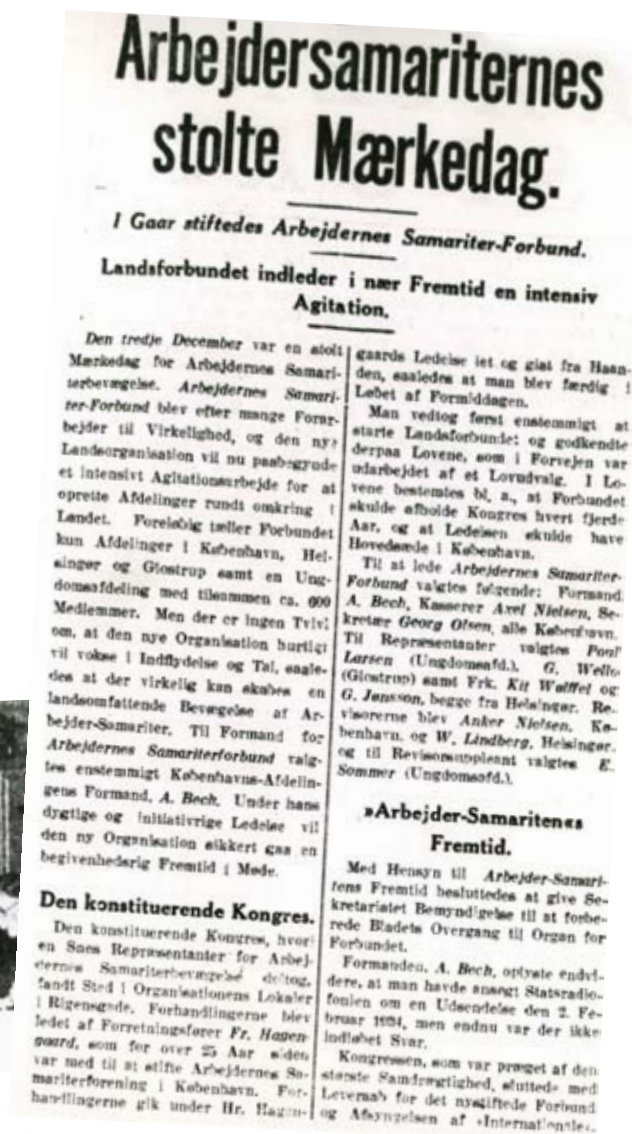 Arbejdersamariternes
stolte Mærkedag.
I Gaar stiftedes Arbejdernes Samariter-Forbund.
Landsforbundet indleder i nær Fremtid en intensiv
Agitation.
Den tredje December var en stolt
Mærkedag for Arbejdernes Samari-
terbevægelse. Arbejdernes Samari-
ter-Forbund blev efter mange Forar-
bejder til Virkelighed, og den nye
Landsorganisation vil nu paabegynde
et intensivt Agitationsarbejde for at
oprette Afdelinger rundt omkring i
Landet. Foreløbig tæller Forbundet
kun Afdelinger i København, Hel-
singør og Glostrup samt en Ung-
domsafdeling med tilsammen ca. 600
Medlemmer. Men der er ingen Tvivl
om, at den nye Organisation hurtigt
vil vokse i Indflydelse og Tal, saale-
des at der virkelig kan skabes en
landsomfattende Bevægelse af Ar-
bejder-Samariter. Til Formand for
Arbejdernes Samariterforbund valg-
tes enstemmigt Københavns-Afdelin-
gens Formand, A. Bech. Under hans
dygtige og initiativrige Ledelse vil
den ny Organisation sikkert gaa en
begivenhedsrig Fremtid i Møde.
Den konstituerende Kongres.
Den konstituerende Kongres, hvori
en Snes Repræsentanter for Arbej-
dernes Samariterbevægelse deltog,
fandt Sted i Organisationens Lokaler
i Rigensgade. Forhandlingerne blev
ledet af Forretningsfører Fr. Hagen-
gaard, som for over 25 Aar siden
var med til at stifte Arbejdernes Sa-
mariterforening i København. For-
handlingerne gik under Hr. Hagen-
gaards Ledelse let og glat fra Haan-
den, saaledes at man blev færdig i
Løbet af Formiddagen.
Man vedtog først enstemmigt at
starte Landsforbundet og godkendte
derpaa Lovene, som i Forvejen var
udarbejdet af et Lovudvalg. I Lo-
vene bestemtes bl. a., at Forbundet
skulde afholde Kongres hvert fjerde
Aar, og at Ledelsen skulde have
Hovedsæde i København.
Til at lede Arbejdernes Samariter-
Forbund valgtes følgende: Formand
A. Bech, Kasserer Axel Nielsen, Se-
kretær Georg Olsen, alle København.
Til Repræsentanter valgtes Poul
Larsen (Ungdomsafd.), G.
(Glostrup) samt Frk. Kit og
G. Jønsson, begge fra Helsingør. Re-
visorerne blev Anker Nielsen, Kø-
benhavn, og W. Lindberg, Helsingør,
og til Revisorsuppleant valgtes E.
Sommer (Ungdomsafd.).
»Arbejder-Samariten«s
Fremtid.
Med Hensyn til Arbejder-Samari-
tens Fremtid besluttedes at give Se-
kretariatet Bemyndigelse til at forbe-
rede Bladets Overgang til Organ for
Forbundet.
Formanden, A. Bech, oplyste endvi-
dere, at man havde ansøgt Statsradio-
fonien om en Udsendelse den 2. Fe-
bruar 1934, men endnu var der ikke
indløbet Svar.
Kongressen, som var præget af den
største Samdrægtighed, sluttede med
Leveraab for det nystiftede Forbund
og Afsyngelsen af »Internationale«.